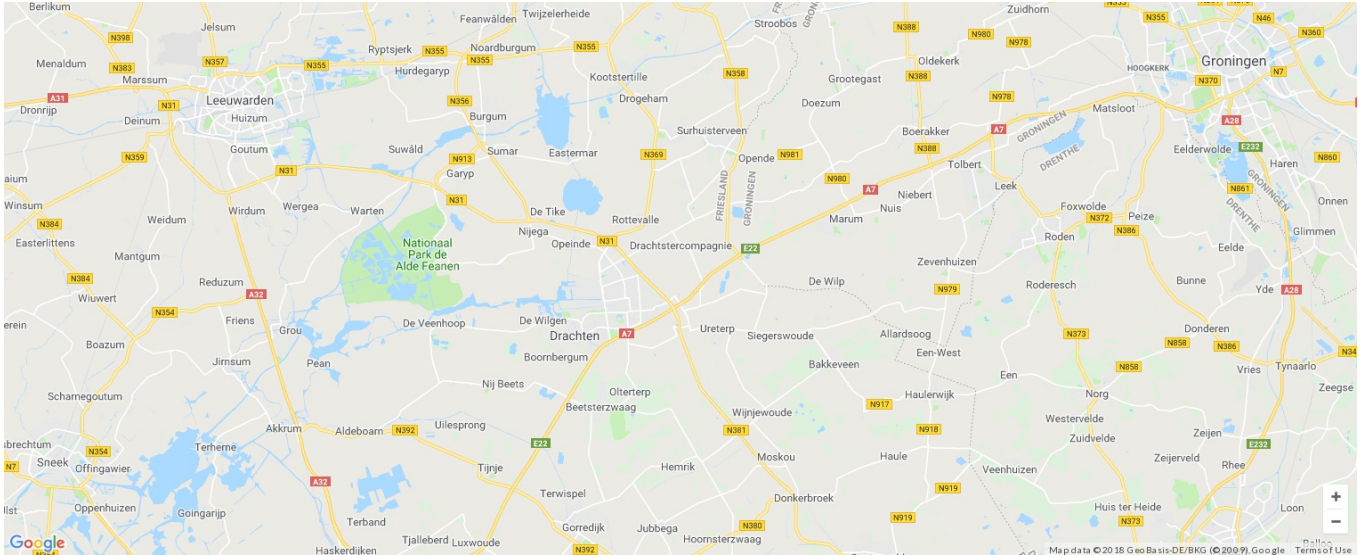 Berlikum
Feanwâlden
Twijzelerheide
Stroobos
N388
Zuidhorn
N355
N46
Jelsum
N398
N355
N355
N980
N978
N360
Menaldum
N383
Marssum
N357
N355
Ryptsjerk
Noardburgum
N355
Hurdegaryp
Kootstertille
N358
Grootegast
Oldekerk
N388
HOOGKERK
Groningen
N370
N7
A31
Dronrijp
N31
Leeuwarden
Deinum
Huizum
N356
Burgum
Drogeham
Doezum
N978
Matsloot
A28
Goutum
N359
Suwâld
N913
Sumar
Eastermar
N369
Surhuisterveen
Opende
N981
Boerakker
N388
A7
GRONINGEN
DRENTHE
Eelderwolde
E232
Haren
N860
N31
Garyp
N31
N980
A7
Tolbert
Leek
Niebert
Nuis
Marum
N861
GRONINGEN
DRENTHE
Onnen
Winsum
N384
Weidum
Wirdum
Wergea
Warten
De Tike
Rottevalle
FRIESLAND
GRONINGEN
Foxwolde
N372
Peize
N386
Glimmen
Easterlittens
Mantgum
Nationaal
Park de
Alde Feanen
Nijega
Opeinde
N31
Drachtstercompagnie
E22
Roden
Eelde
Zevenhuizen
N384
Wiuwert
Reduzum
A32
De Wilp
N979
Roderesch
Bunne
Yde
A28
N354
Friens
Grou
De Veenhoop
De Wilgen
Drachten
A7
Ureterp
Siegerswoude
Allardsoog
N373
Donderen
N858
N386
Boazum
Jirnsum
Pean
Boornbergum
Bakkeveen
Een-West
N858
Vries
Tynaarlo
Scharnegoutum
Nij Beets
Olterterp
Beetsterzwaag
Wijnjewoude
N917
Haulerwijk
Een
Norg
Zeegse
Akkrum
Aldeboarn
N392
Uilesprong
E22
N381
N918
Westervelde
Zuidvelde
Zeijen
E232
Terherne
N354
Sneek
N7
Offingawier
Tijnje
Hemrik
Moskou
Haule
Veenhuizen
Zeijerveld
Rhee
A32
Oppenhuizen
Goingarijp
Terband
Terwispel
Donkerbroek
N919
N919
Huis ter Heide
N373
Loon
Haskerdijken
Tjalleberd
Luxwoude
Gorredijk
N392
Jubbega
Hoornsterzwaag
N380
+
−
Google
Map data ©2018 GeoBasis-DE/BKG (©2009), Google
Terms of Use